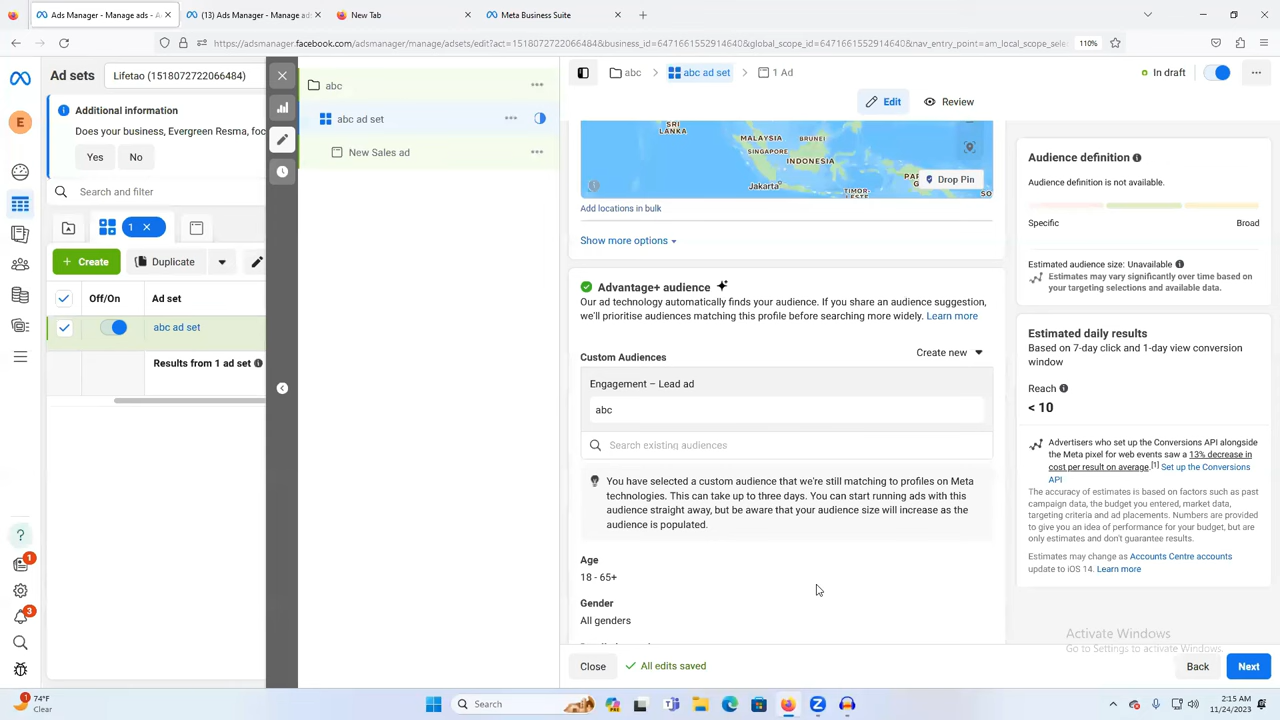 Ads Manager - Manage ads - A
(13) Ads Manager - Manage ads
New Tab
Meta Business Suite
https://adsmanager.facebook.com/adsmanager/manage/adsets/edit?act=1518072722066484&business_id=6471661552914640&global_scope_id=6471661552914640&nav_entry_point=am_local_scope_sele
110%
Ad sets
Lifetao (1518072722066484)
abc
abc ad set
1 Ad
In draft
Edit
Review
Additional information
Does your business, Evergreen Resma, foc
Yes
No
Search and filter
1
Create
Duplicate
Off/On
Ad set
abc ad set
Results from 1 ad set
E
1
3
abc
abc ad set
New Sales ad
SRI
LANKA
MALAYSIA
SINGAPORE
BRUNEI
INDONESIA
Jakarta
TIMOR-
LESTE
Drop Pin
Add locations in bulk
Show more options
Advantage+ audience
Our ad technology automatically finds your audience. If you share an audience suggestion,
we'll prioritise audiences matching this profile before searching more widely. Learn more
Custom Audiences
Create new
Engagement – Lead ad
abc
Search existing audiences
You have selected a custom audience that we're still matching to profiles on Meta
technologies. This can take up to three days. You can start running ads with this
audience straight away, but be aware that your audience size will increase as the
audience is populated.
Age
18 - 65+
Gender
All genders
Close
All edits saved
Back
Next
Audience definition
Audience definition is not available.
Specific
Broad
Estimated audience size: Unavailable
Estimates may vary significantly over time based on
your targeting selections and available data.
Estimated daily results
Based on 7-day click and 1-day view conversion
window
Reach
< 10
Advertisers who set up the Conversions API alongside
the Meta pixel for web events saw a 13% decrease in
cost per result on average.[1] Set up the Conversions
API
The accuracy of estimates is based on factors such as past
campaign data, the budget you entered, market data,
targeting criteria and ad placements. Numbers are provided
to give you an idea of performance for your budget, but are
only estimates and don't guarantee results.
Estimates may change as Accounts Centre accounts
update to iOS 14. Learn more
Activate Windows
Go to Settings to activate Windows.
1
74°F
Clear
Search
2:15 AM
11/24/2023